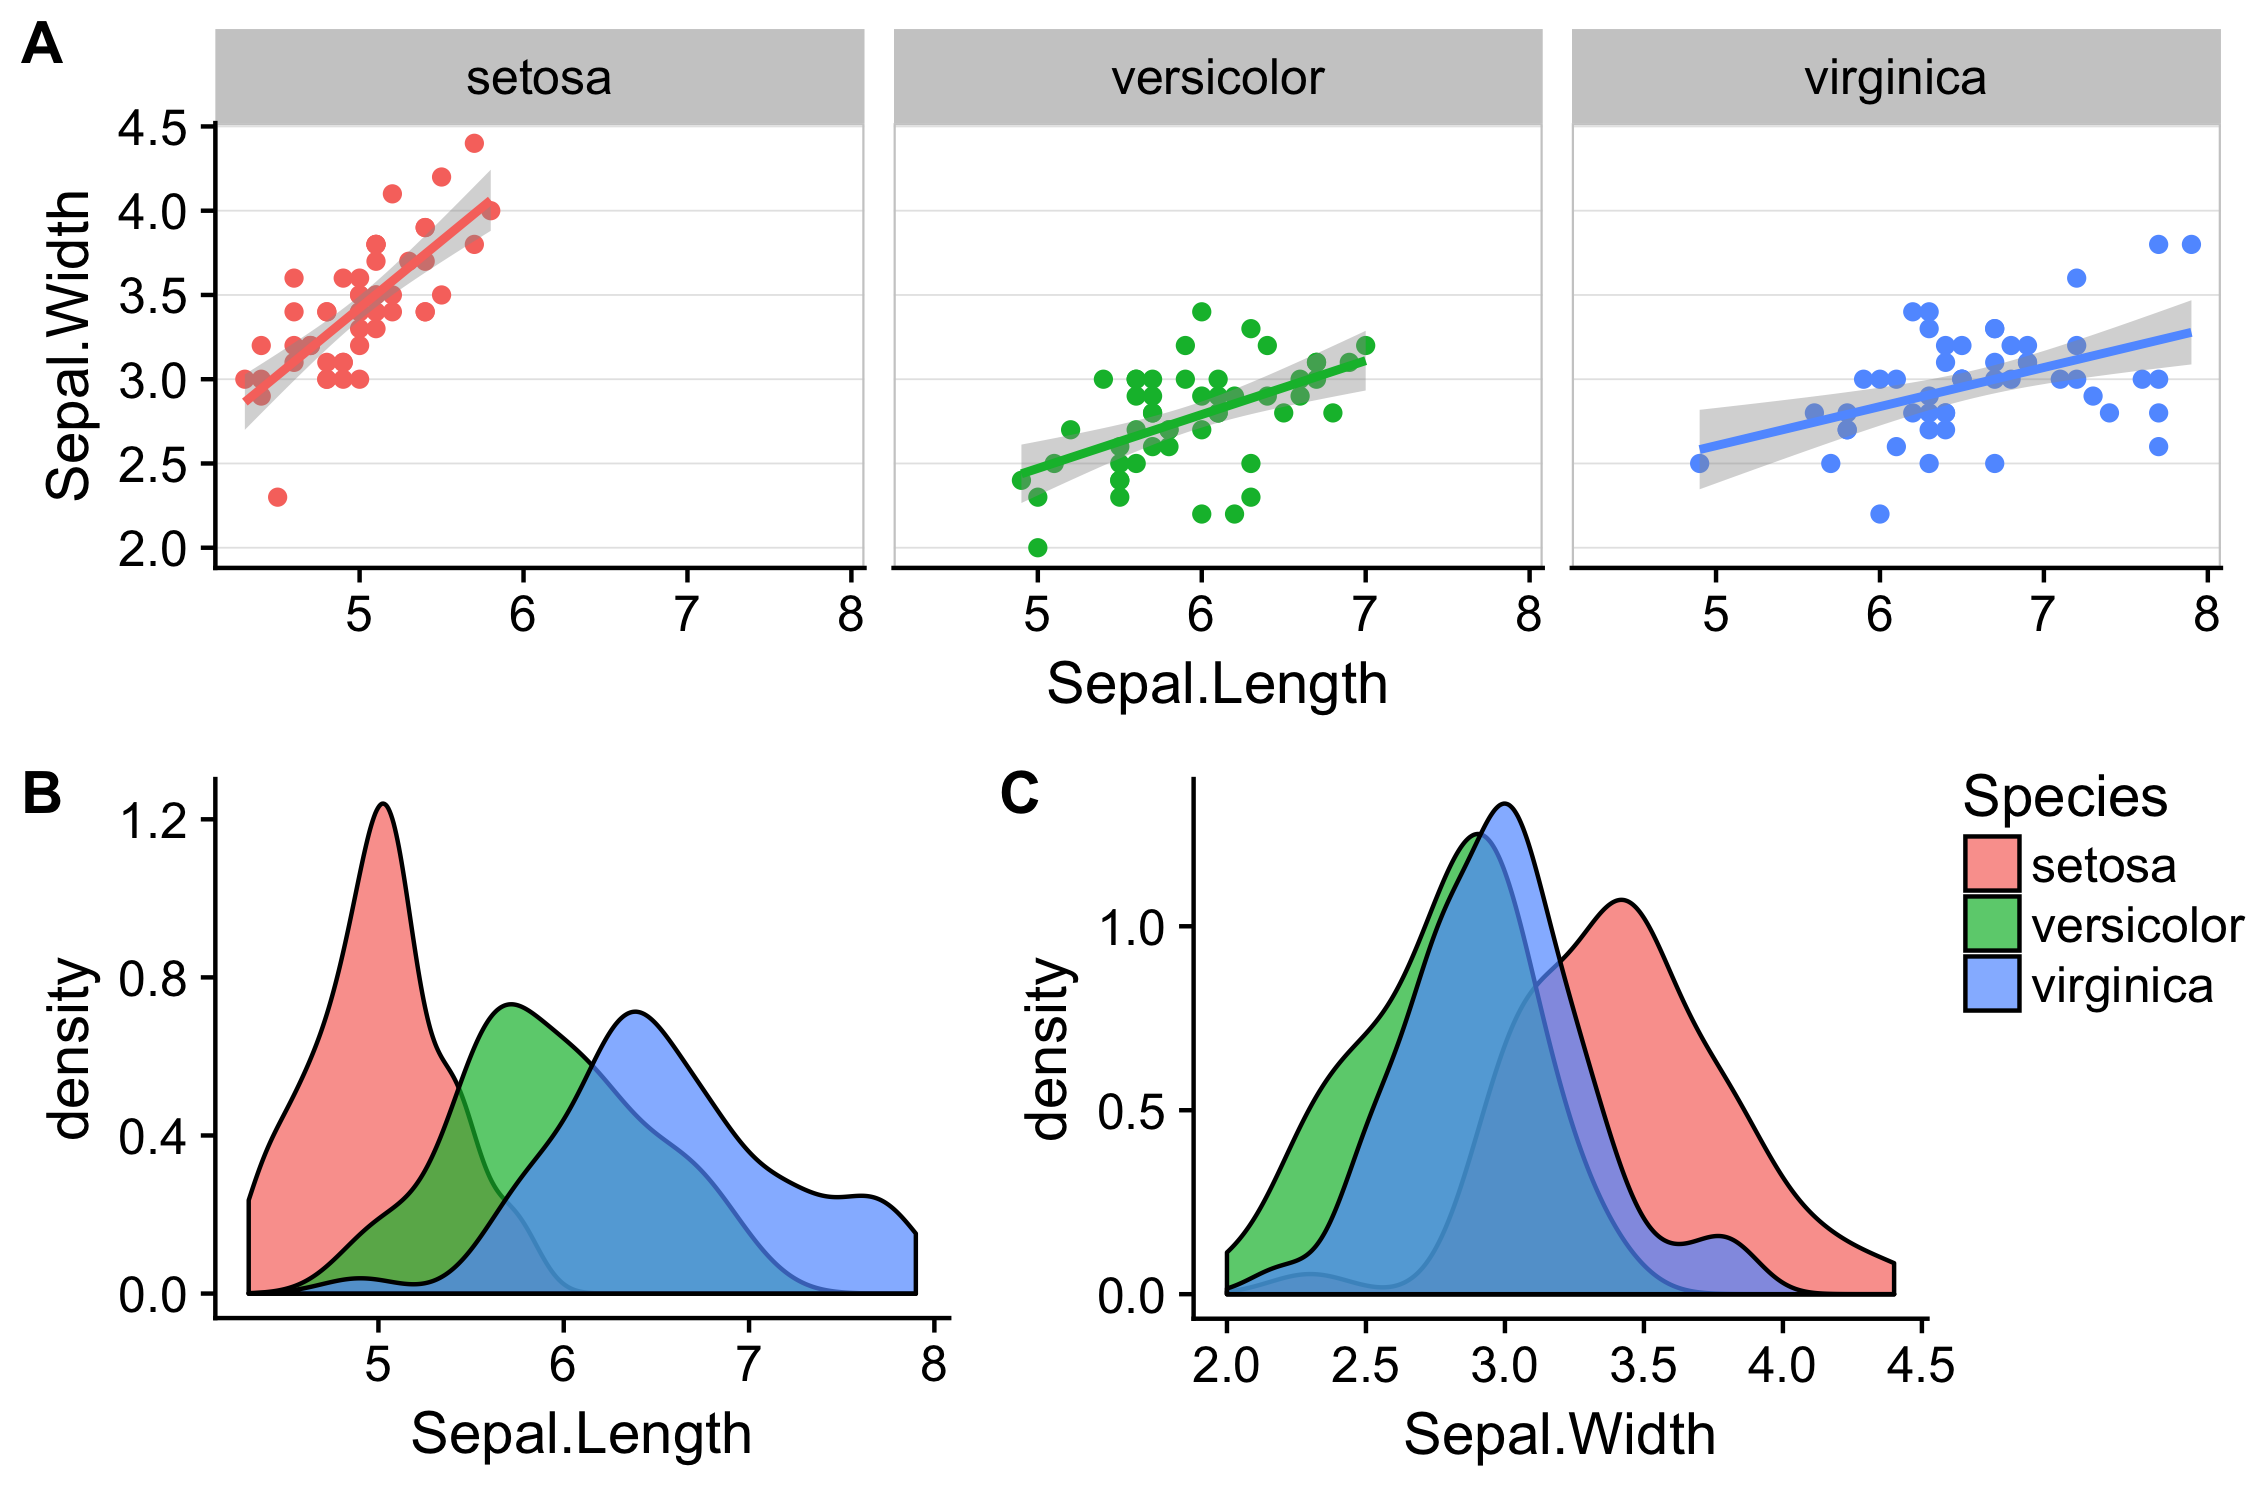 A
setosa versicolor virginica
4.5
4.0
3.5
3.0
2.5
2.0
Sepal.Width
5 6 7 8 5 6 7 8 5 6 7 8
Sepal.Length
B
1.2
0.8
0.4
0.0
density
5 6 7 8
Sepal.Length
C
1.0
0.5
0.0
density
2.0 2.5 3.0 3.5 4.0 4.5
Sepal.Width
Species
setosa
versicolor
virginica